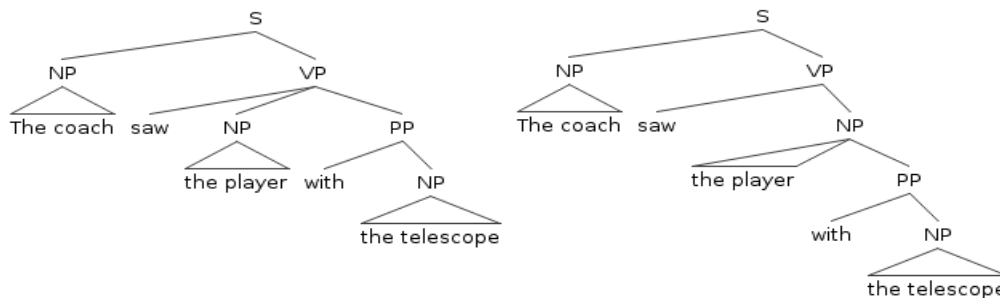 S
NP VP
The coach saw NP PP
the player with NP
the telescope
S
NP VP
The coach saw NP
the player PP
with NP
the telescope